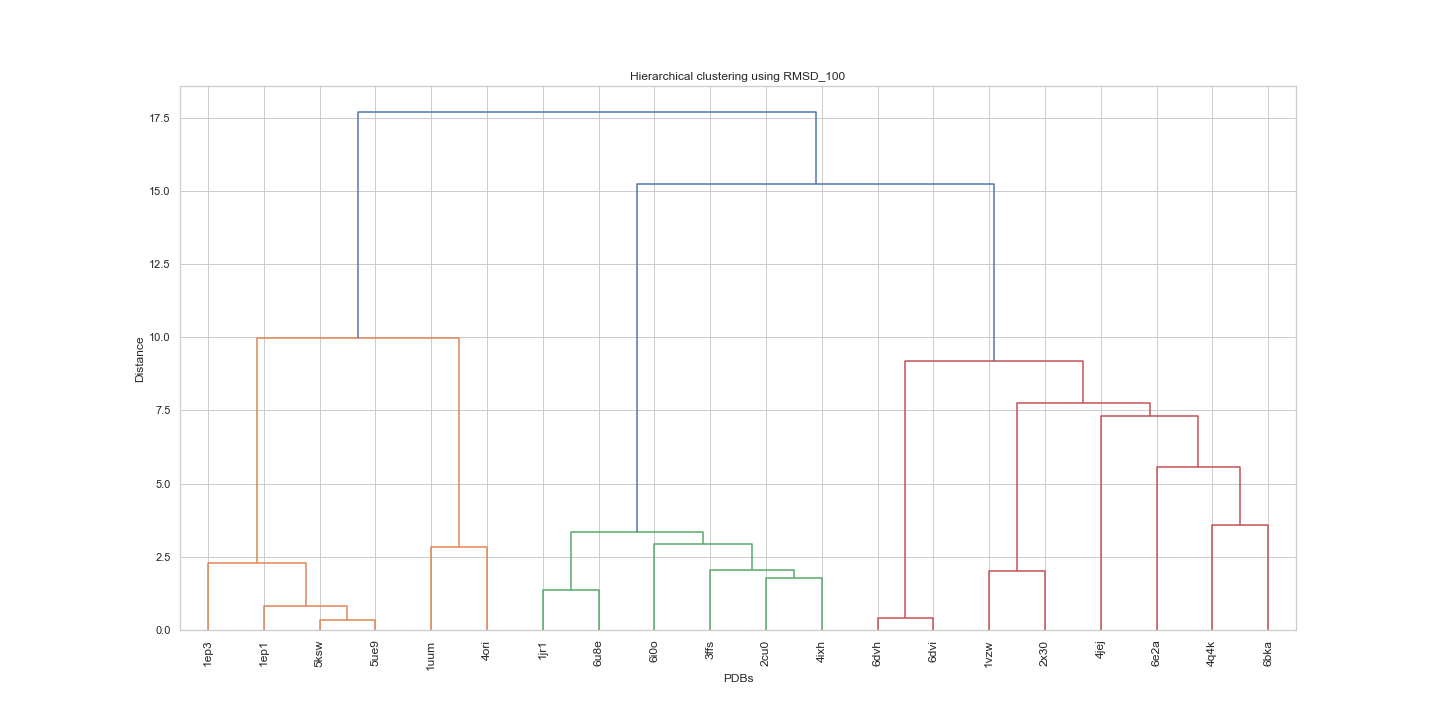 Hierarchical clustering using RMSD_100
17.5
15.0
12.5
10.0
7.5
5.0
2.5
0.0
Distance
1ep3
1ep1
5ksw
5ue9
1uum
4ori
1jr1
6u8e
6i0o
3ffs
2cu0
4ixh
6dvh
6dvi
1vzw
2x30
4jej
6e2a
4q4k
6bka
PDBs